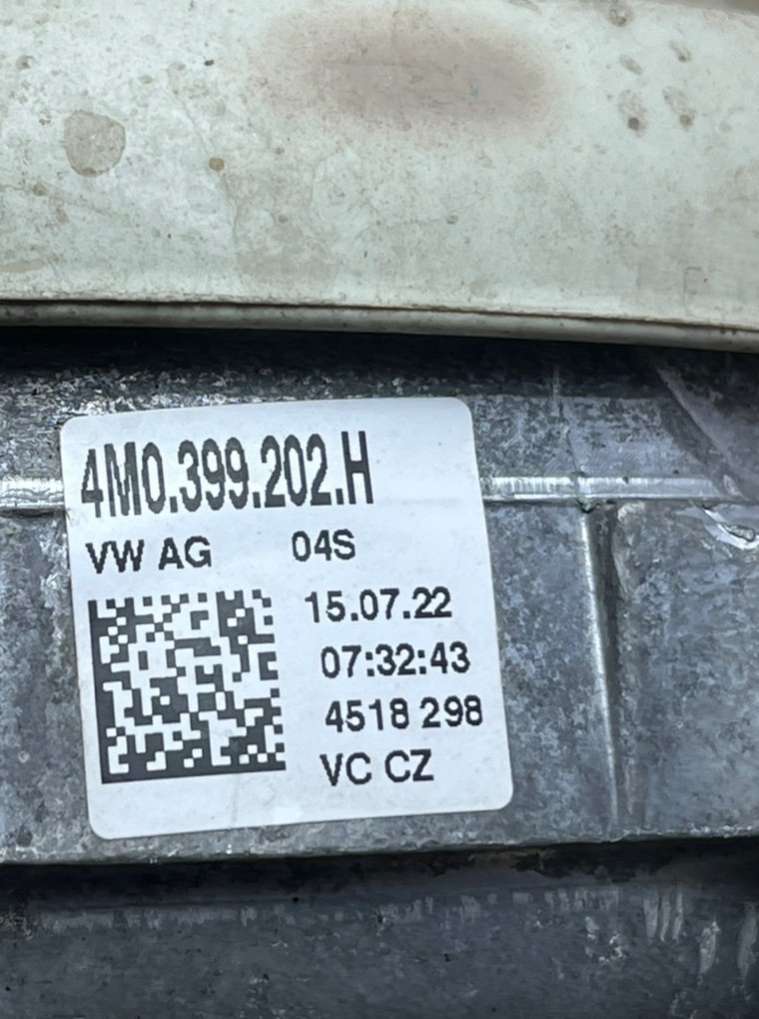 4M0.399.202.H
VW AG 04S
15.07.22
07:32:43
4518 298
VC CZ